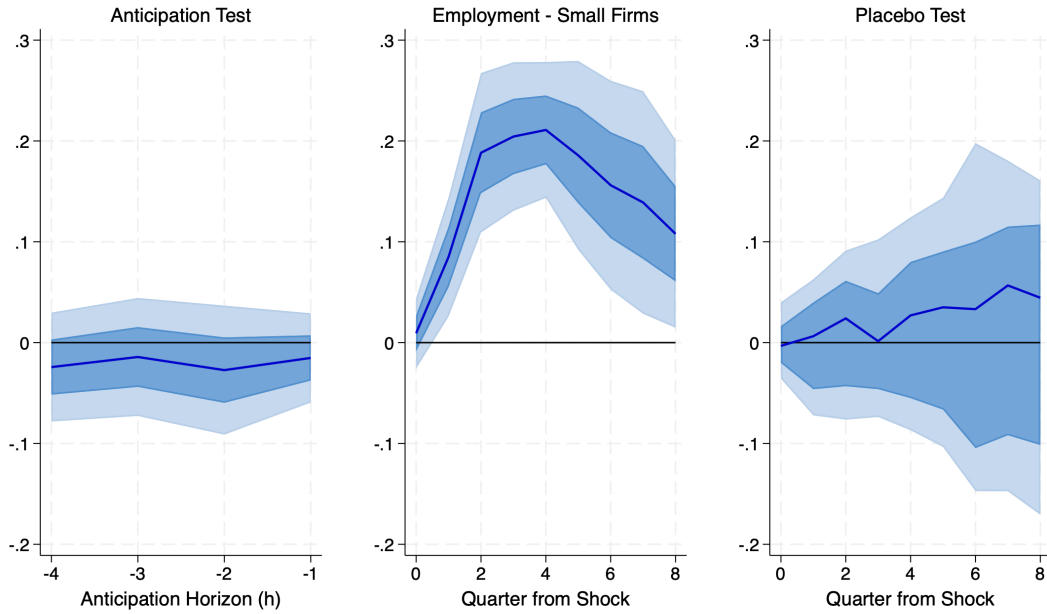 Anticipation Test
.3
.2
.1
0
-.1
-.2
-4 -3 -2 -1
Anticipation Horizon (h)
Employment - Small Firms
.3
.2
.1
0
-.1
-.2
0 2 4 6 8
Quarter from Shock
Placebo Test
.3
.2
.1
0
-.1
-.2
0 2 4 6 8
Quarter from Shock